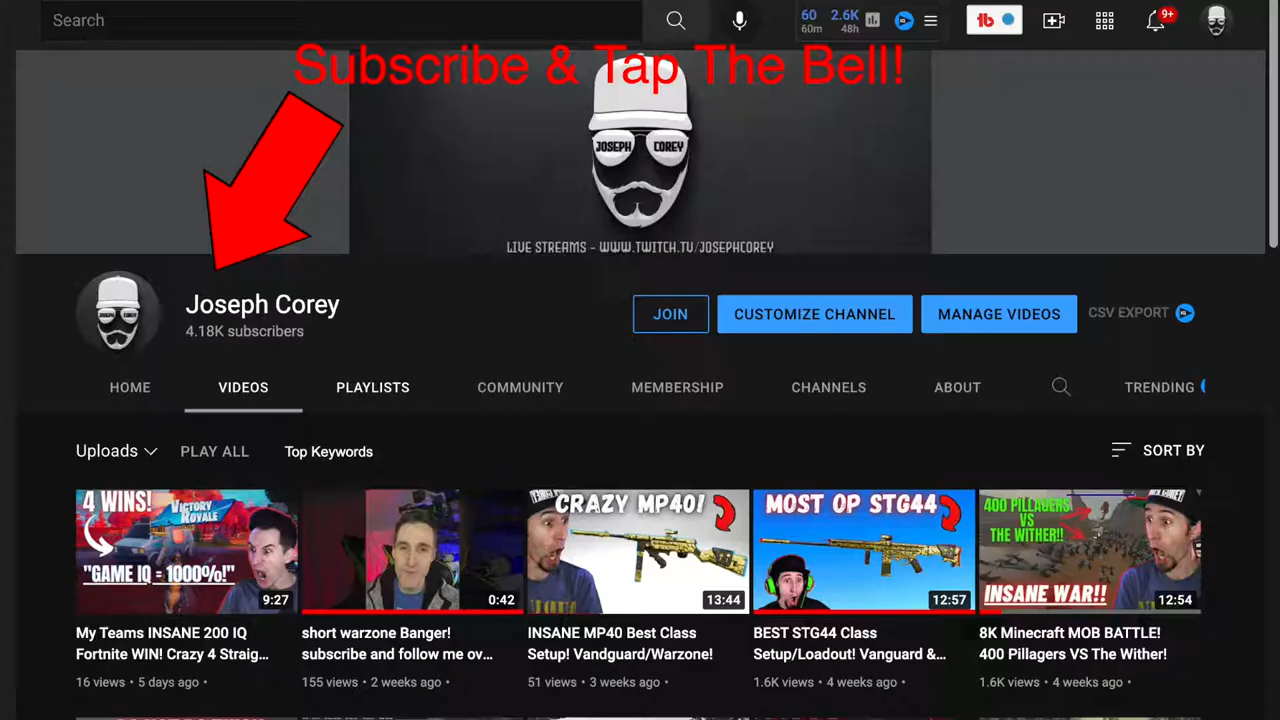 Search
60
60m
2.6K
48h
9+
Subscribe & Tap The Bell!
JOSEPH COREY
LIVE STREAMS - WWW.TWITCH.TV/JOSEPHCOREY
Joseph Corey
4.18K subscribers
JOIN
CUSTOMIZE CHANNEL
MANAGE VIDEOS
CSV EXPORT
HOME
VIDEOS
PLAYLISTS
COMMUNITY
MEMBERSHIP
CHANNELS
ABOUT
TRENDING
Uploads
PLAY ALL
Top Keywords
SORT BY
4 WINS!
VICTORY
ROYALE
"GAME IQ = 1000%!"
9:27
0:42
CRAZY MP40!
13:44
MOST OP STG44
12:57
400 PILLAGERS
VS
THE WITHER!!
INSANE WAR!!
12:54
My Teams INSANE 200 IQ
Fortnite WIN! Crazy 4 Straig...
16 views • 5 days ago •
short warzone Banger!
subscribe and follow me ov...
155 views • 2 weeks ago •
INSANE MP40 Best Class
Setup! Vandguard/Warzone!
51 views • 3 weeks ago •
BEST STG44 Class
Setup/Loadout! Vanguard &...
1.6K views • 4 weeks ago •
8K Minecraft MOB BATTLE!
400 Pillagers VS The Wither!
1.6K views • 4 weeks ago •